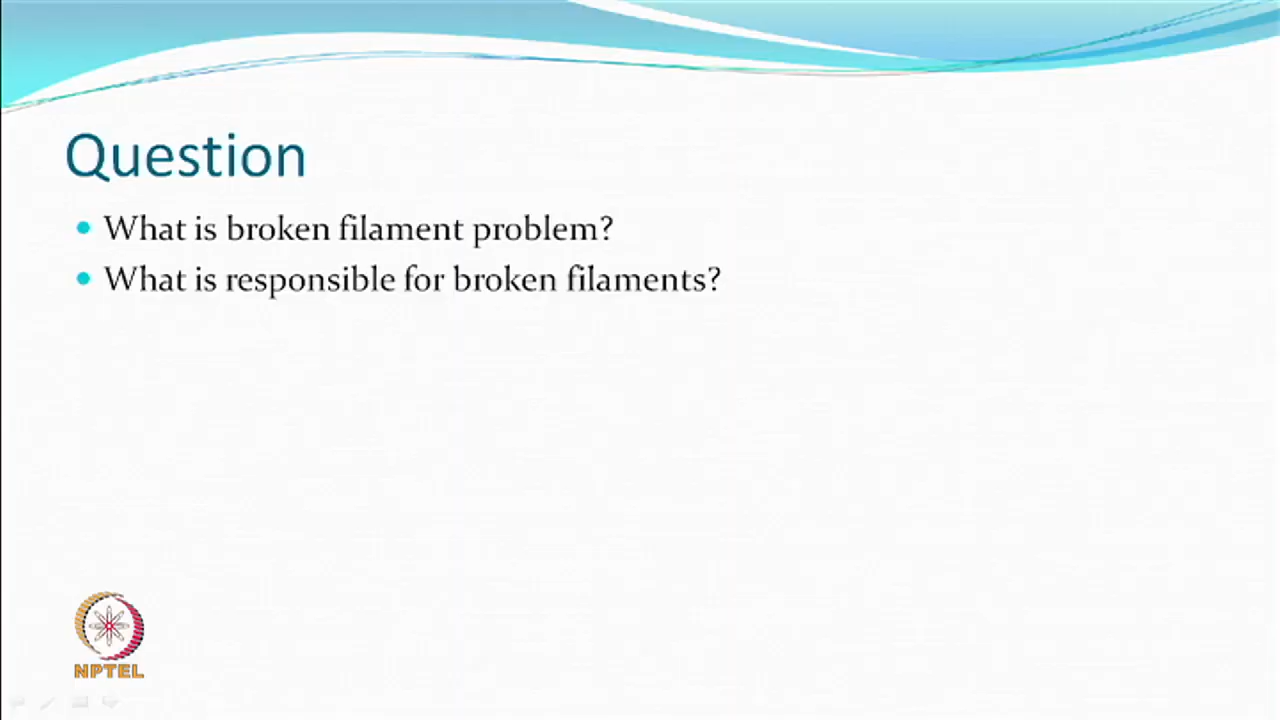 Question
What is broken filament problem?
What is responsible for broken filaments?
NPTEL